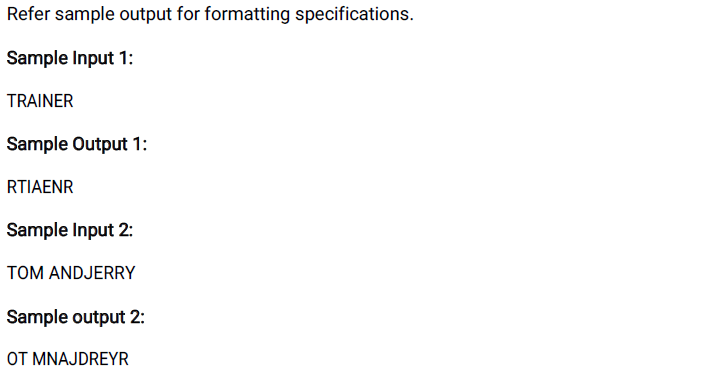 Refer sample output for formatting specifications.
Sample Input 1:
TRAINER
Sample Output 1:
RTIAENR
Sample Input 2:
TOM ANDJERRY
Sample output 2:
OT MNAJDREYR